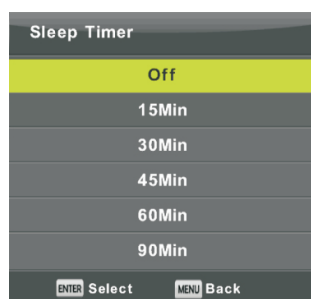 Sleep Timer
Off
15Min
30Min
45Min
60Min
90Min
ENTER Select MENU Back